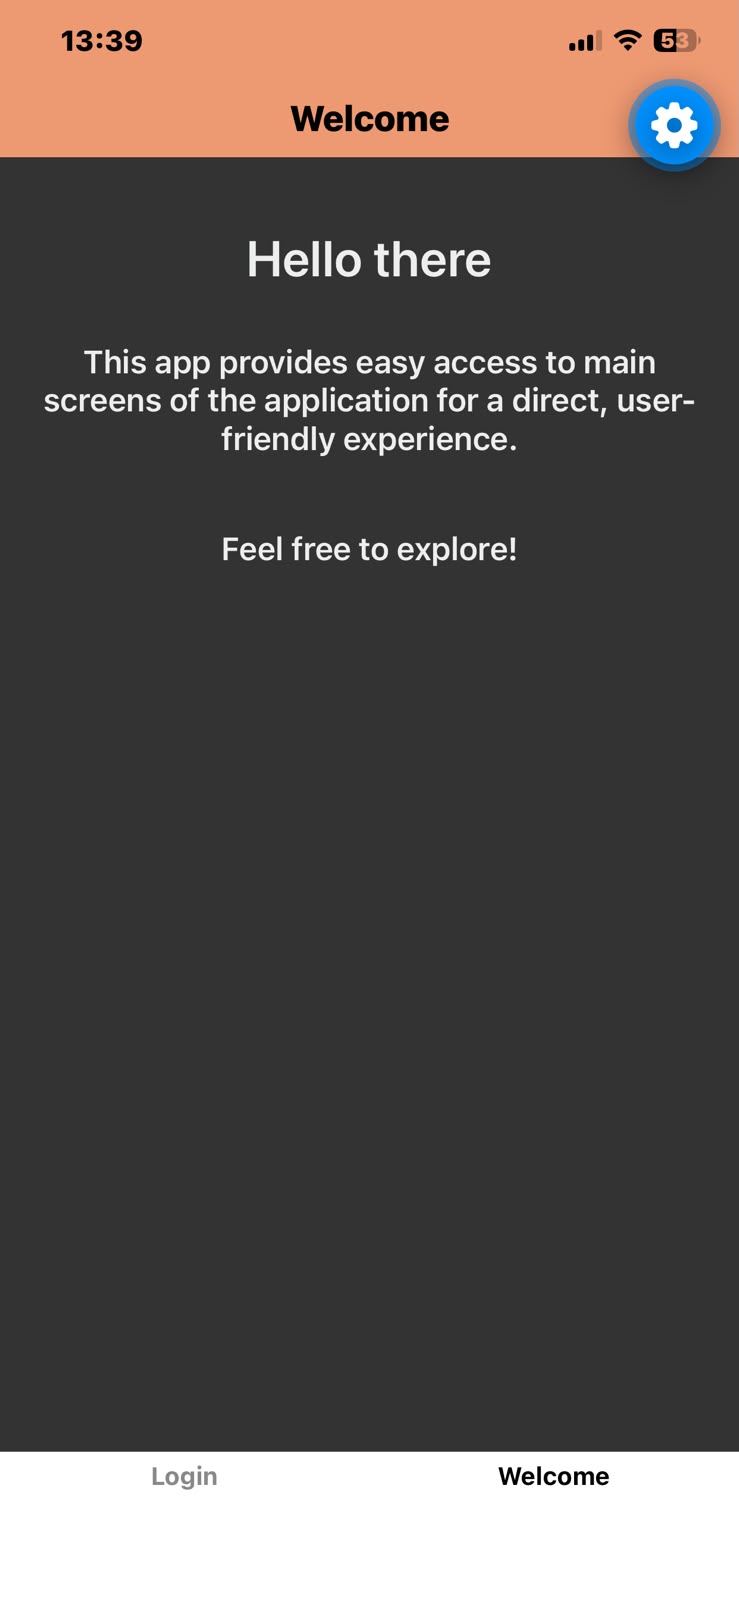 13:39
53
Welcome
Hello there
This app provides easy access to main
screens of the application for a direct, user-
friendly experience.
Feel free to explore!
Login
Welcome